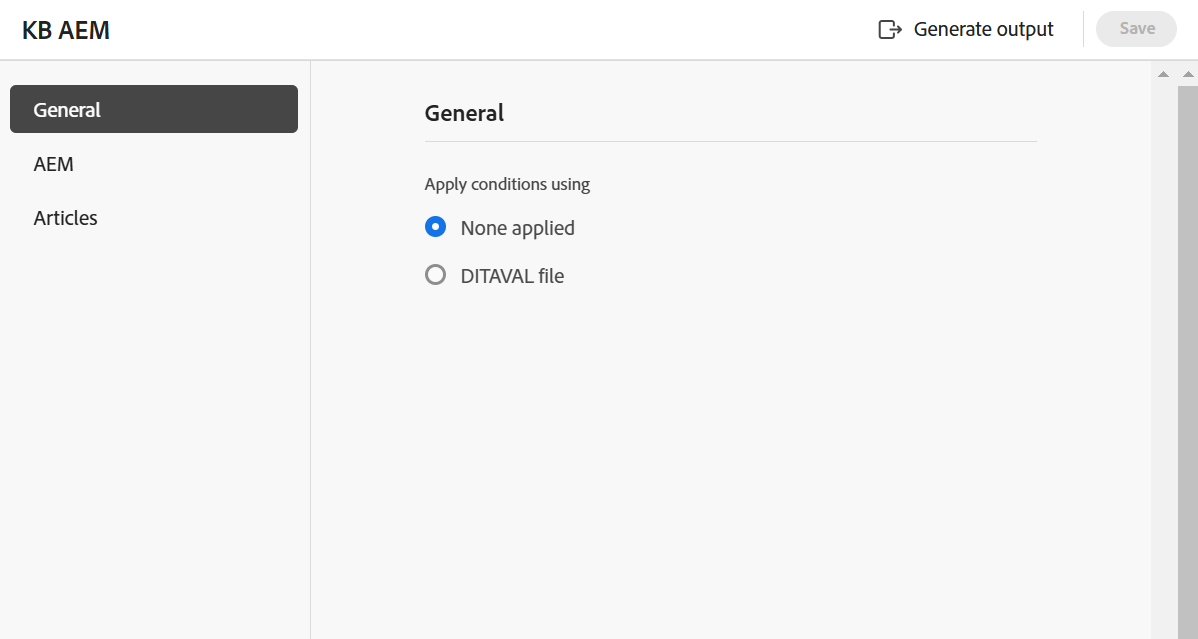 KB AEM
Generate output
Save
General
AEM
Articles
General
Apply conditions using
None applied
DITAVAL file